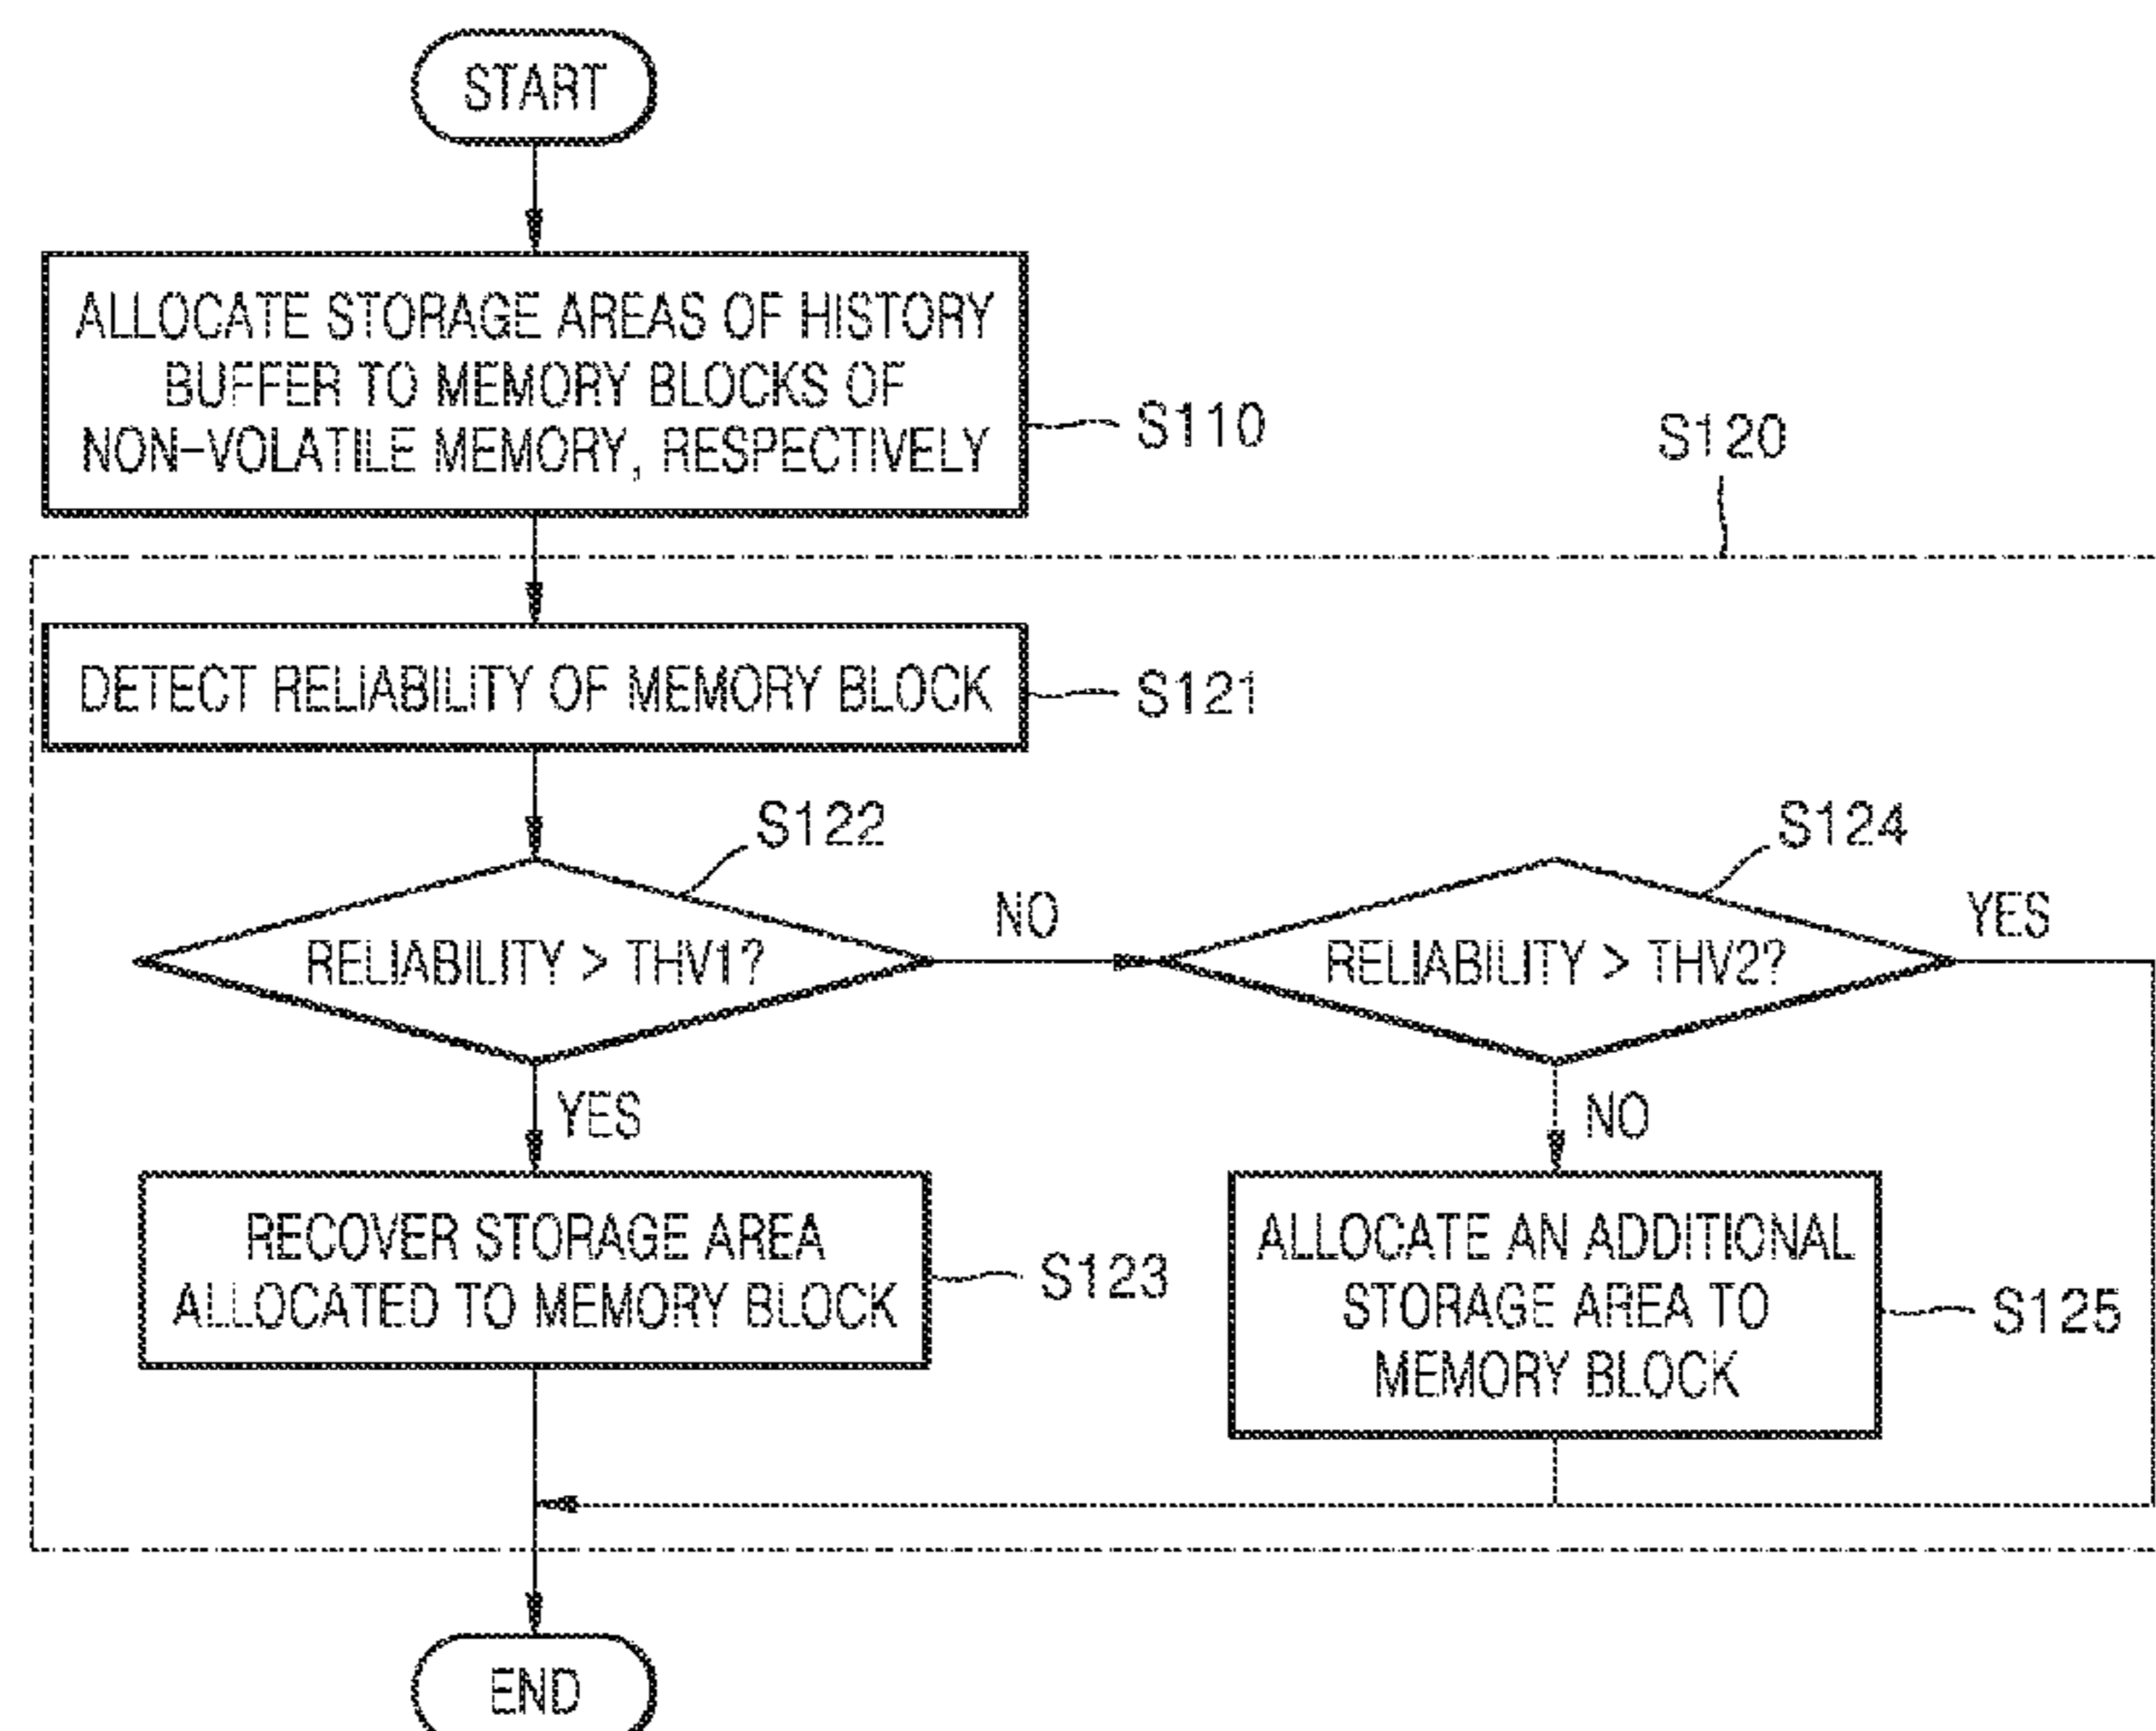 START
ALLOCATE STORAGE AREAS OF HISTORY
BUFFER TO MEMORY BLOCKS OF
NON-VOLATILE MEMORY, RESPECTIVELY
S110
S120
DETECT RELIABILITY OF MEMORY BLOCK
S121
S122
S124
RELIABILITY > THV1?
NO
RELIABILITY > THV2?
YES
YES
NO
RECOVER STORAGE AREA
ALLOCATED TO MEMORY BLOCK
S123
ALLOCATE AN ADDITIONAL
STORAGE AREA TO
MEMORY BLOCK
S125
END